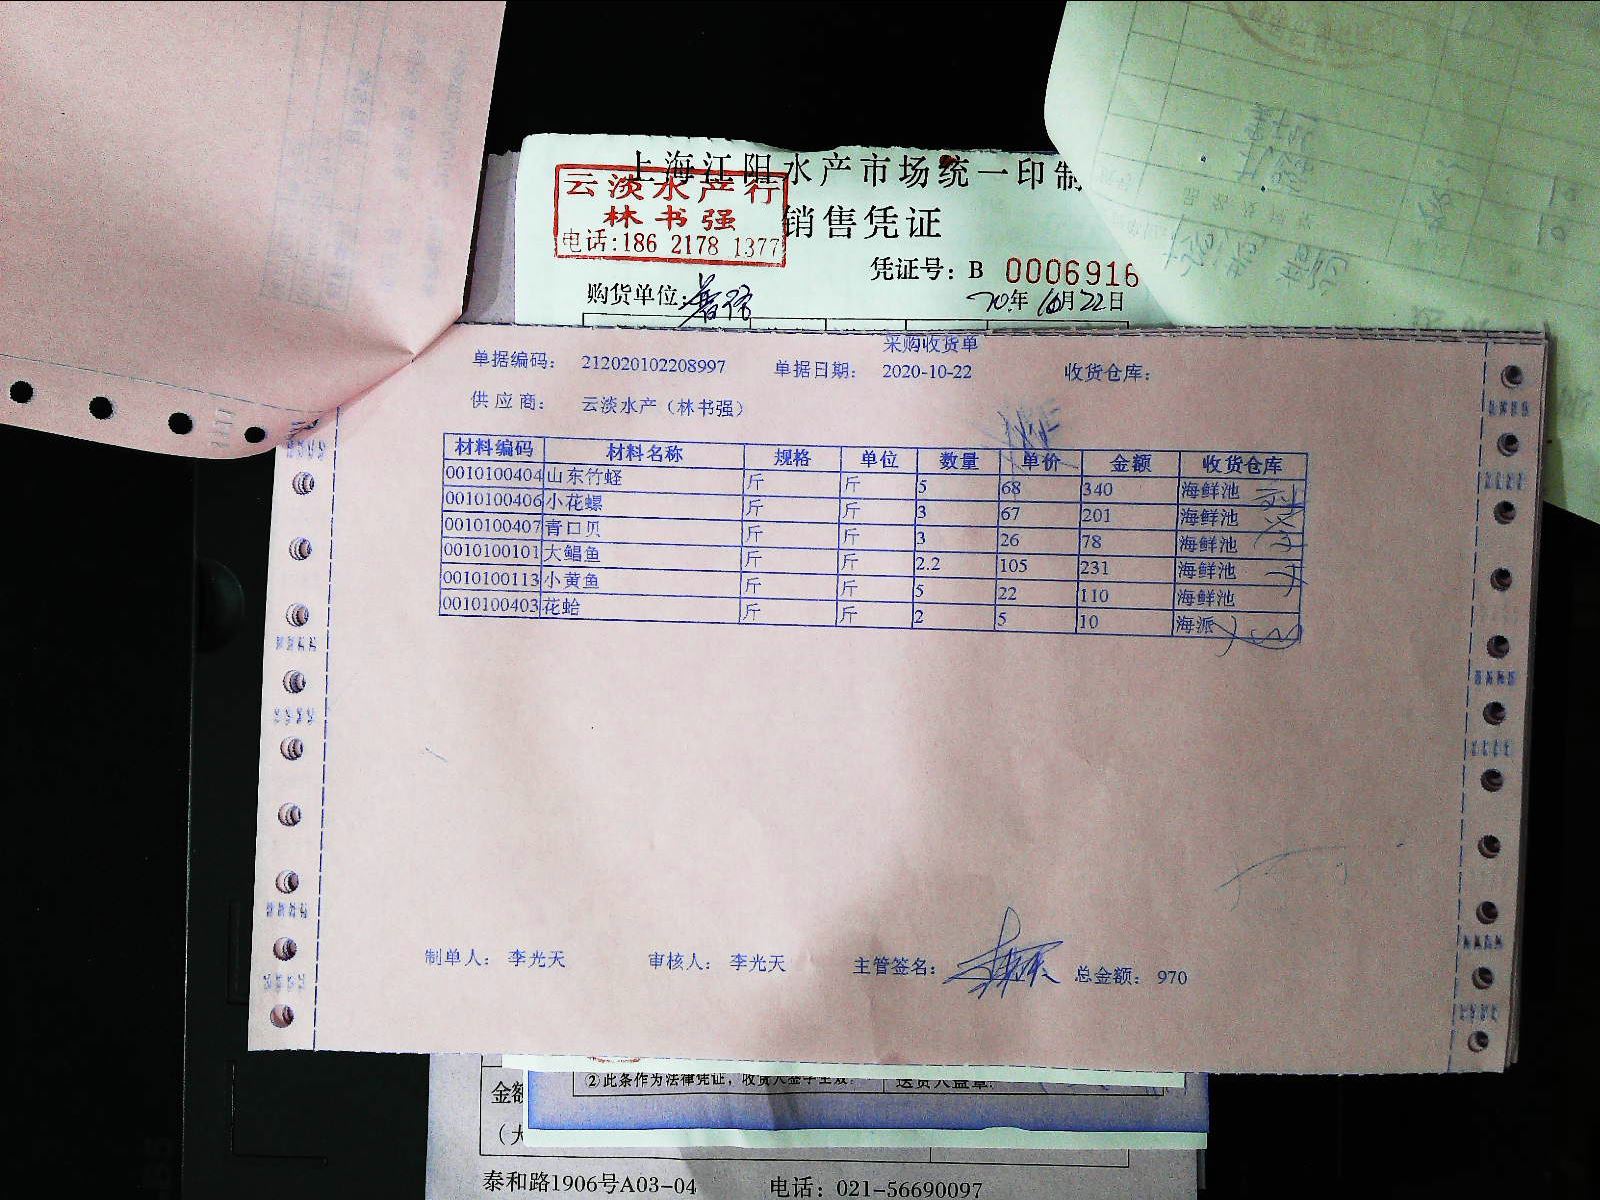 上海江阳水产市场统一印制
云淡水产行
林书强
电话:186 2178 1377
销售凭证
凭证号: B 0006916
购货单位:
20年10月22日
采购收货单
单据编码: 212020102208997 单据日期: 2020-10-22 收货仓库:
供应商: 云淡水产（林书强）
材料编码 材料名称 规格 单位 数量 单价 金额 收货仓库
0010100404 山东竹蛏 斤 斤 5 68 340 海鲜池
0010100406 小花螺 斤 斤 3 67 201 海鲜池
0010100407 青口贝 斤 斤 3 26 78 海鲜池
0010100101 大鲳鱼 斤 斤 2.2 105 231 海鲜池
0010100113 小黄鱼 斤 斤 5 22 110 海鲜池
0010100403 花蛤 斤 斤 2 5 10 海派
制单人: 李光天 审核人: 李光天 主管签名: 总金额: 970
②此条作为法律凭证，收货人签字生效. 送货人盖章:
金额
（大
泰和路1906号A03-04 电话: 021-56690097